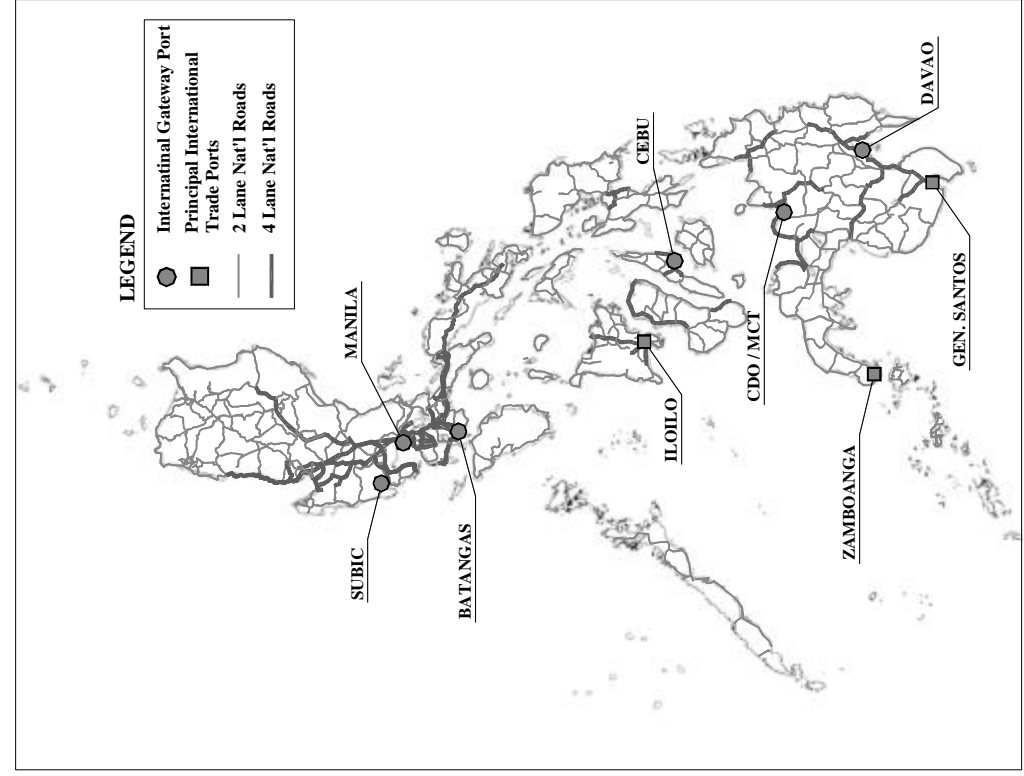 LEGEND
Internatinal Gateway Port
Principal International
Trade Ports
2 Lane Nat'l Roads
4 Lane Nat'l Roads
MANILA
SUBIC
BATANGAS
CEBU
ILOILO
CDO / MCT
DAVAO
ZAMBOANGA
GEN. SANTOS